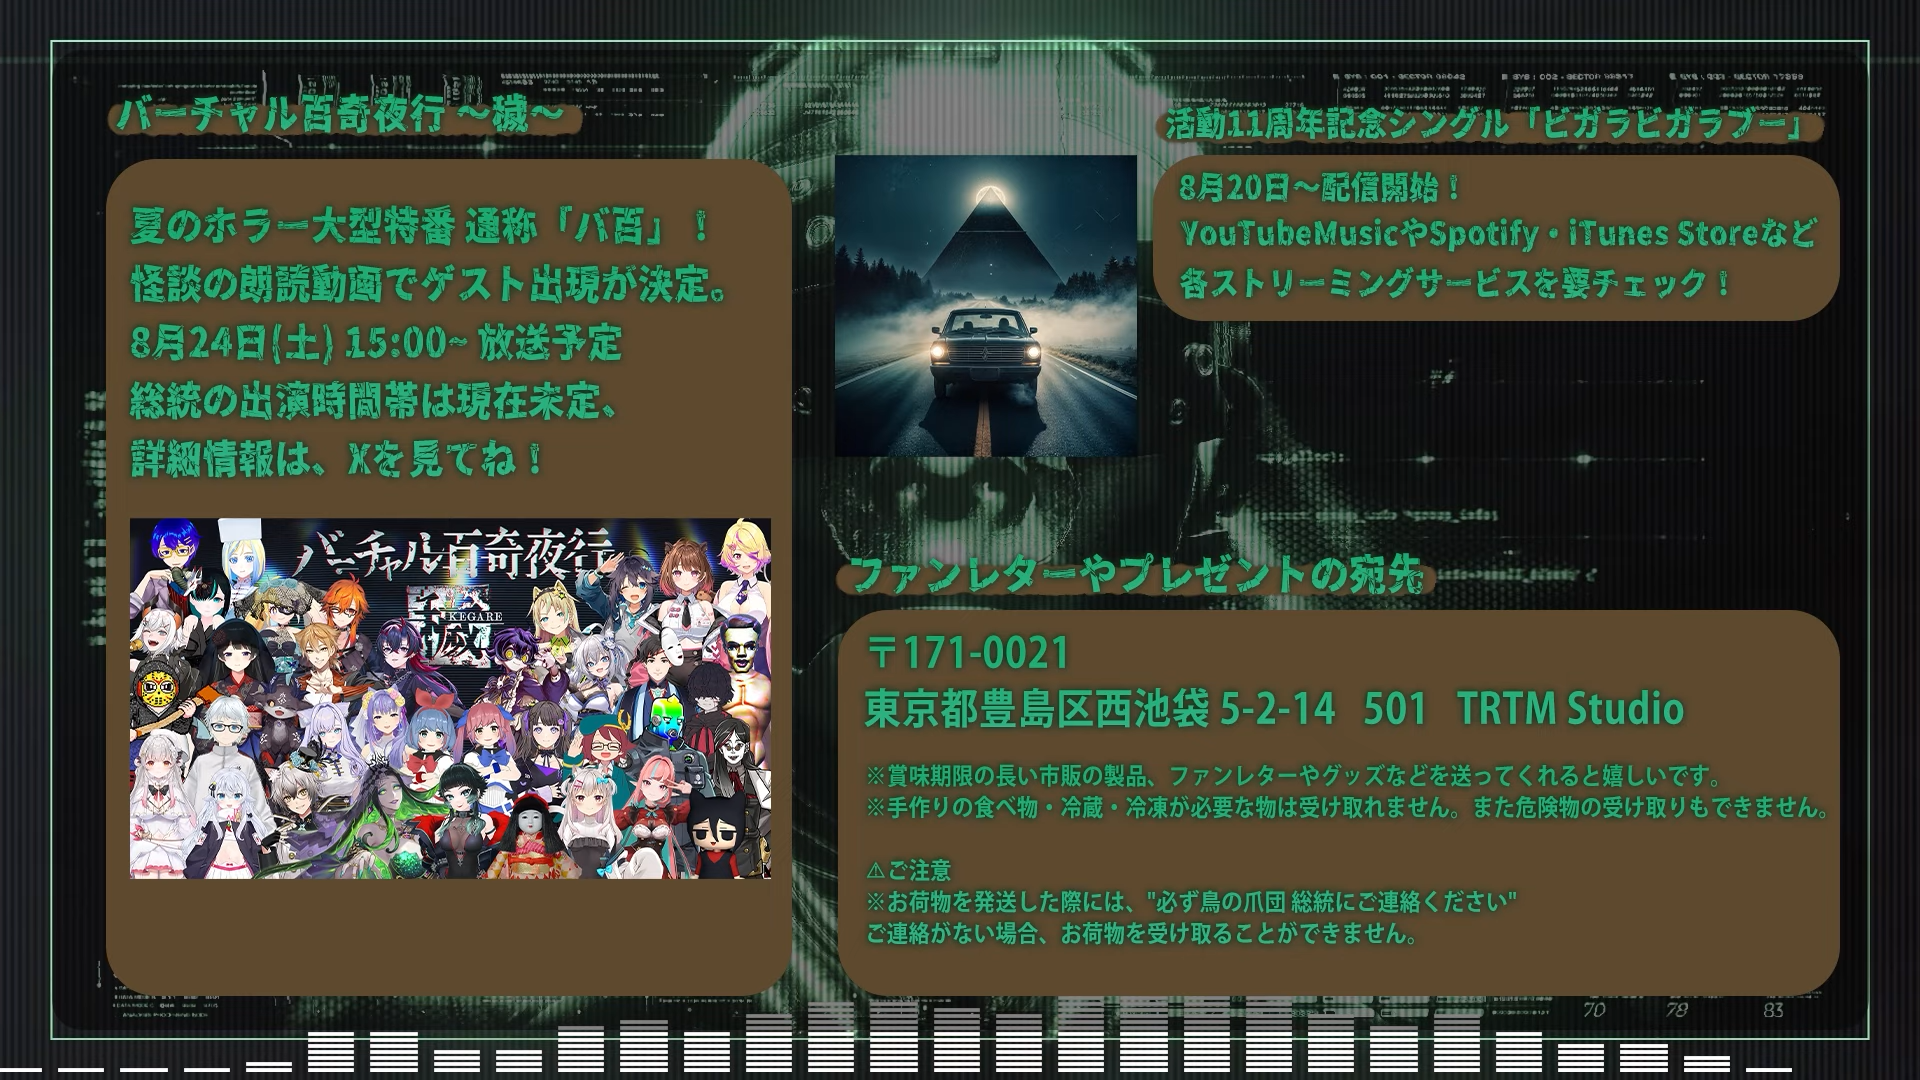 バーチャル百奇夜行 ～穢～
夏のホラー大型特番 通称「バ百」！
怪談の朗読動画でゲスト出現が決定。
8月24日(土) 15:00~ 放送予定
総統の出演時間帯は現在未定、
詳細情報は、Xを見てね！
バーチャル百奇夜行
穢
KEGARE
活動11周年記念シングル「ビガラビガラブー」
8月20日～配信開始！
YouTubeMusicやSpotify・iTunes Storeなど
各ストリーミングサービスを要チェック！
ファンレターやプレゼントの宛先
〒171-0021
東京都豊島区西池袋 5-2-14 501 TRTM Studio
※賞味期限の長い市販の製品、ファンレターやグッズなどを送ってくれると嬉しいです。
※手作りの食べ物・冷蔵・冷凍が必要な物は受け取れません。また危険物の受け取りもできません。
⚠ご注意
※お荷物を発送した際には、"必ず鳥の爪団 総統にご連絡ください"
ご連絡がない場合、お荷物を受け取ることができません。
70 78 83